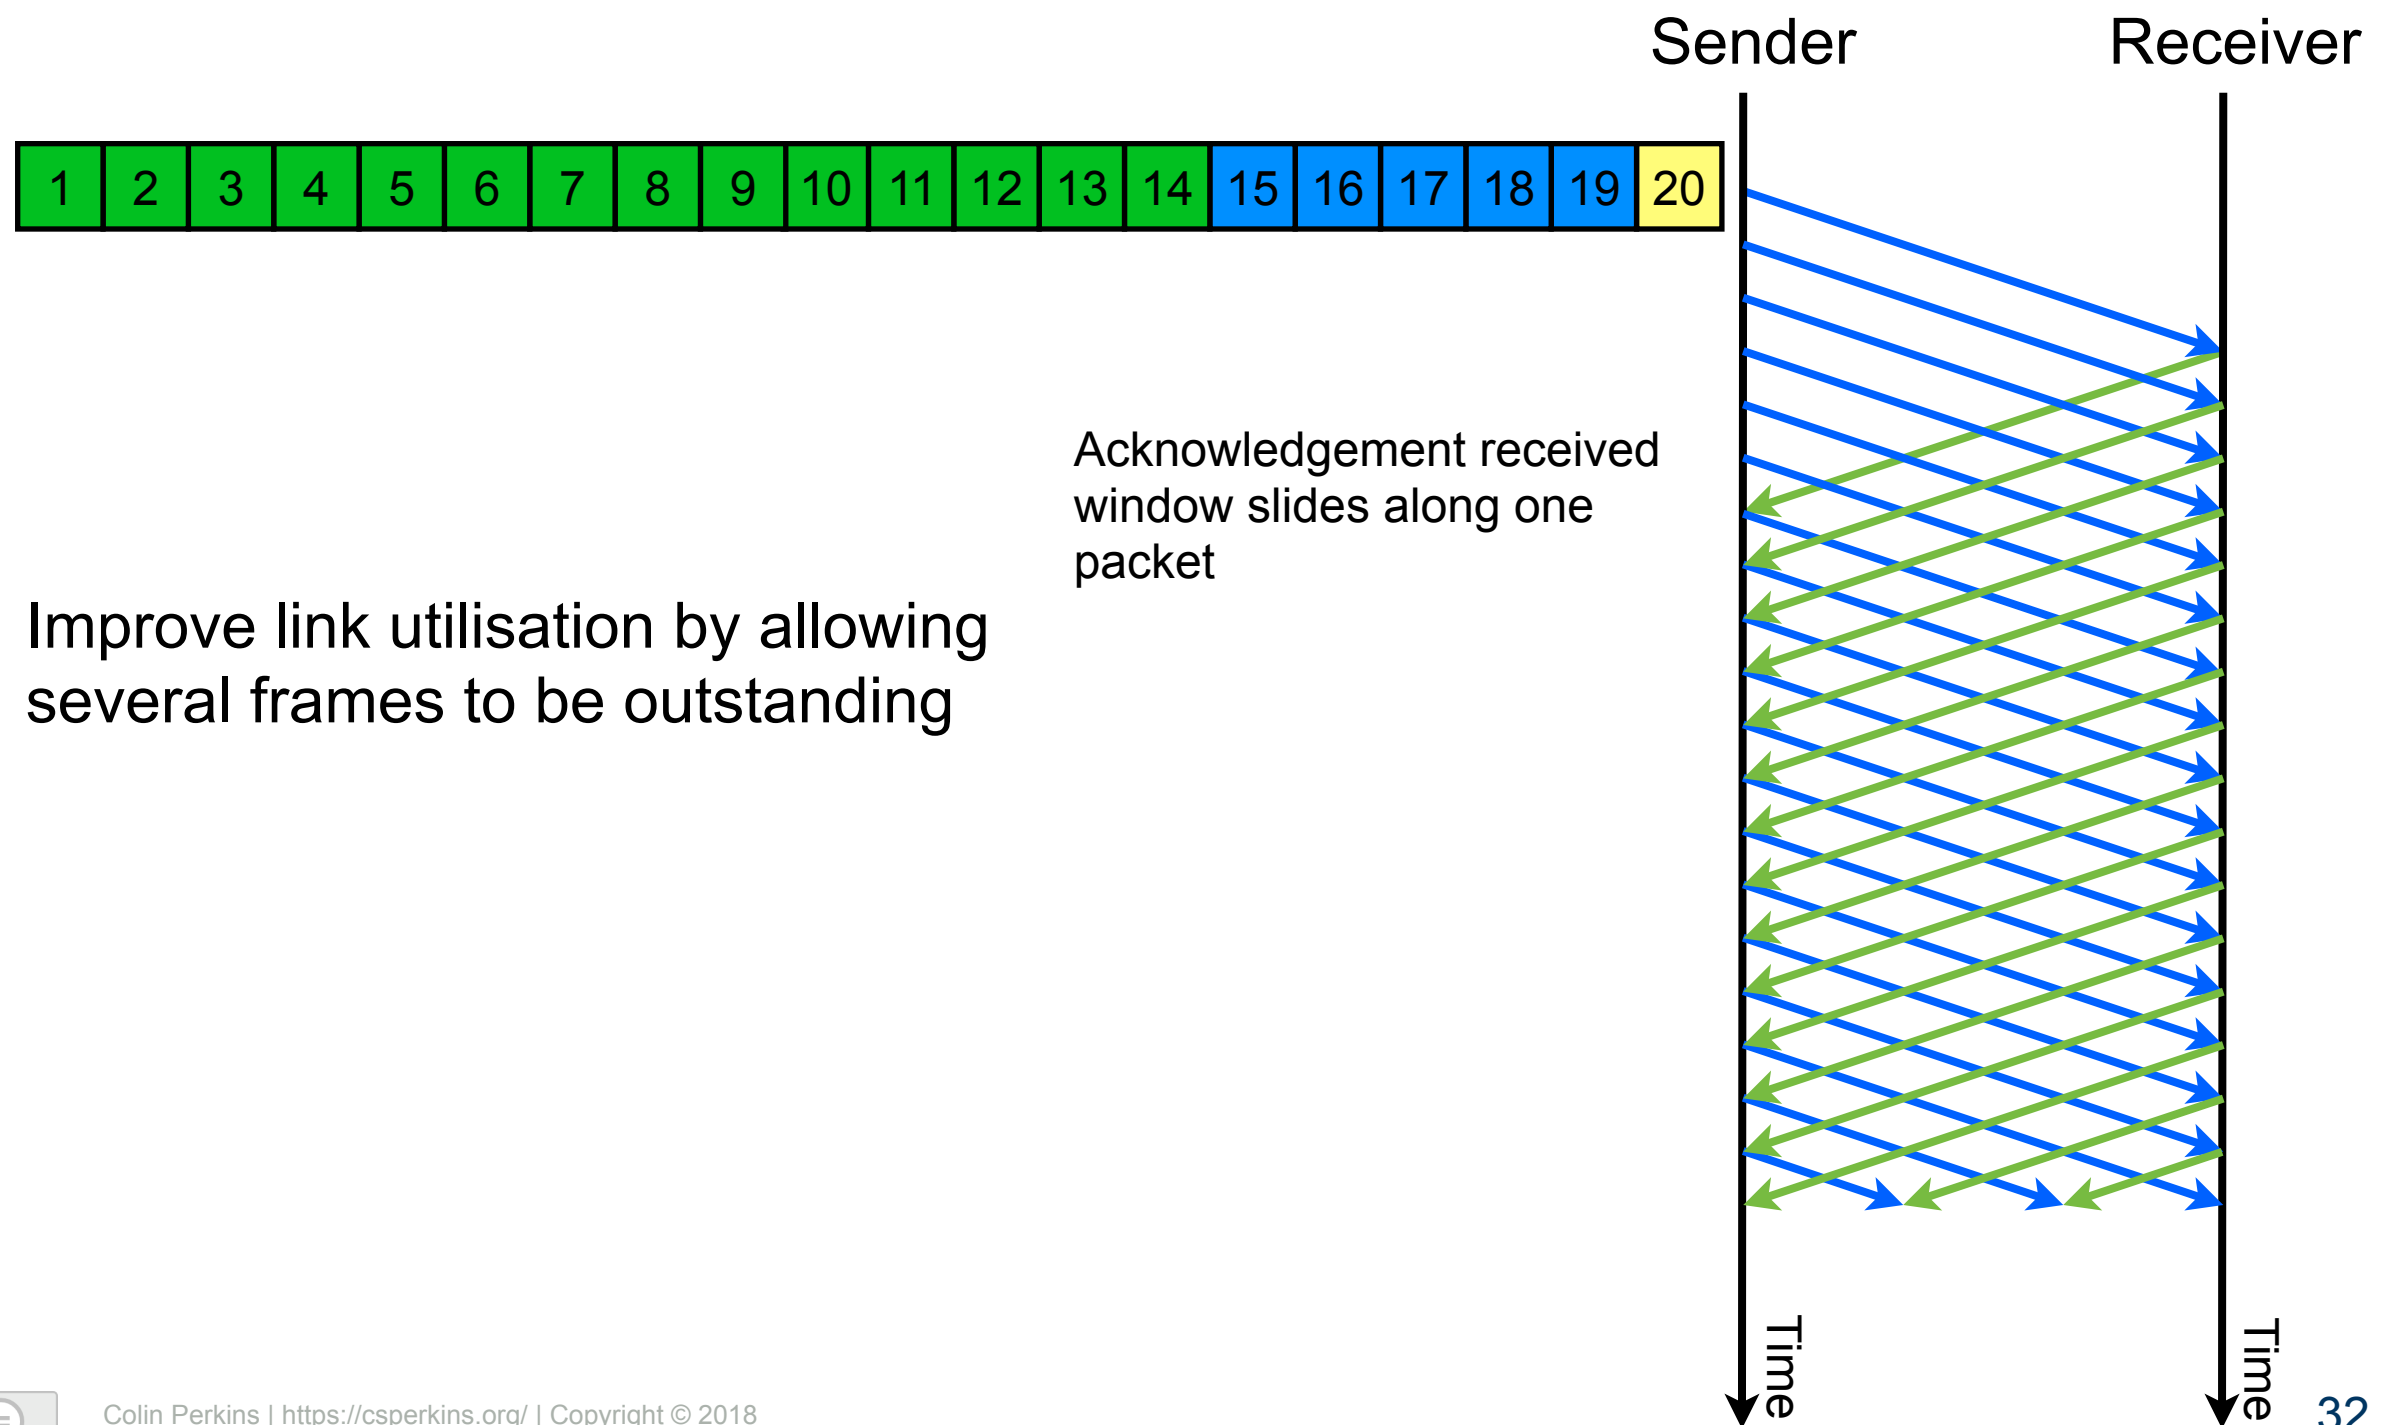 Sender Receiver
1 2 3 4 5 6 7 8 9 10 11 12 13 14 15 16 17 18 19 20
Acknowledgement received
window slides along one
packet
Improve link utilisation by allowing
several frames to be outstanding
Time Time
Colin Perkins | https://csperkins.org/ | Copyright © 2018
32